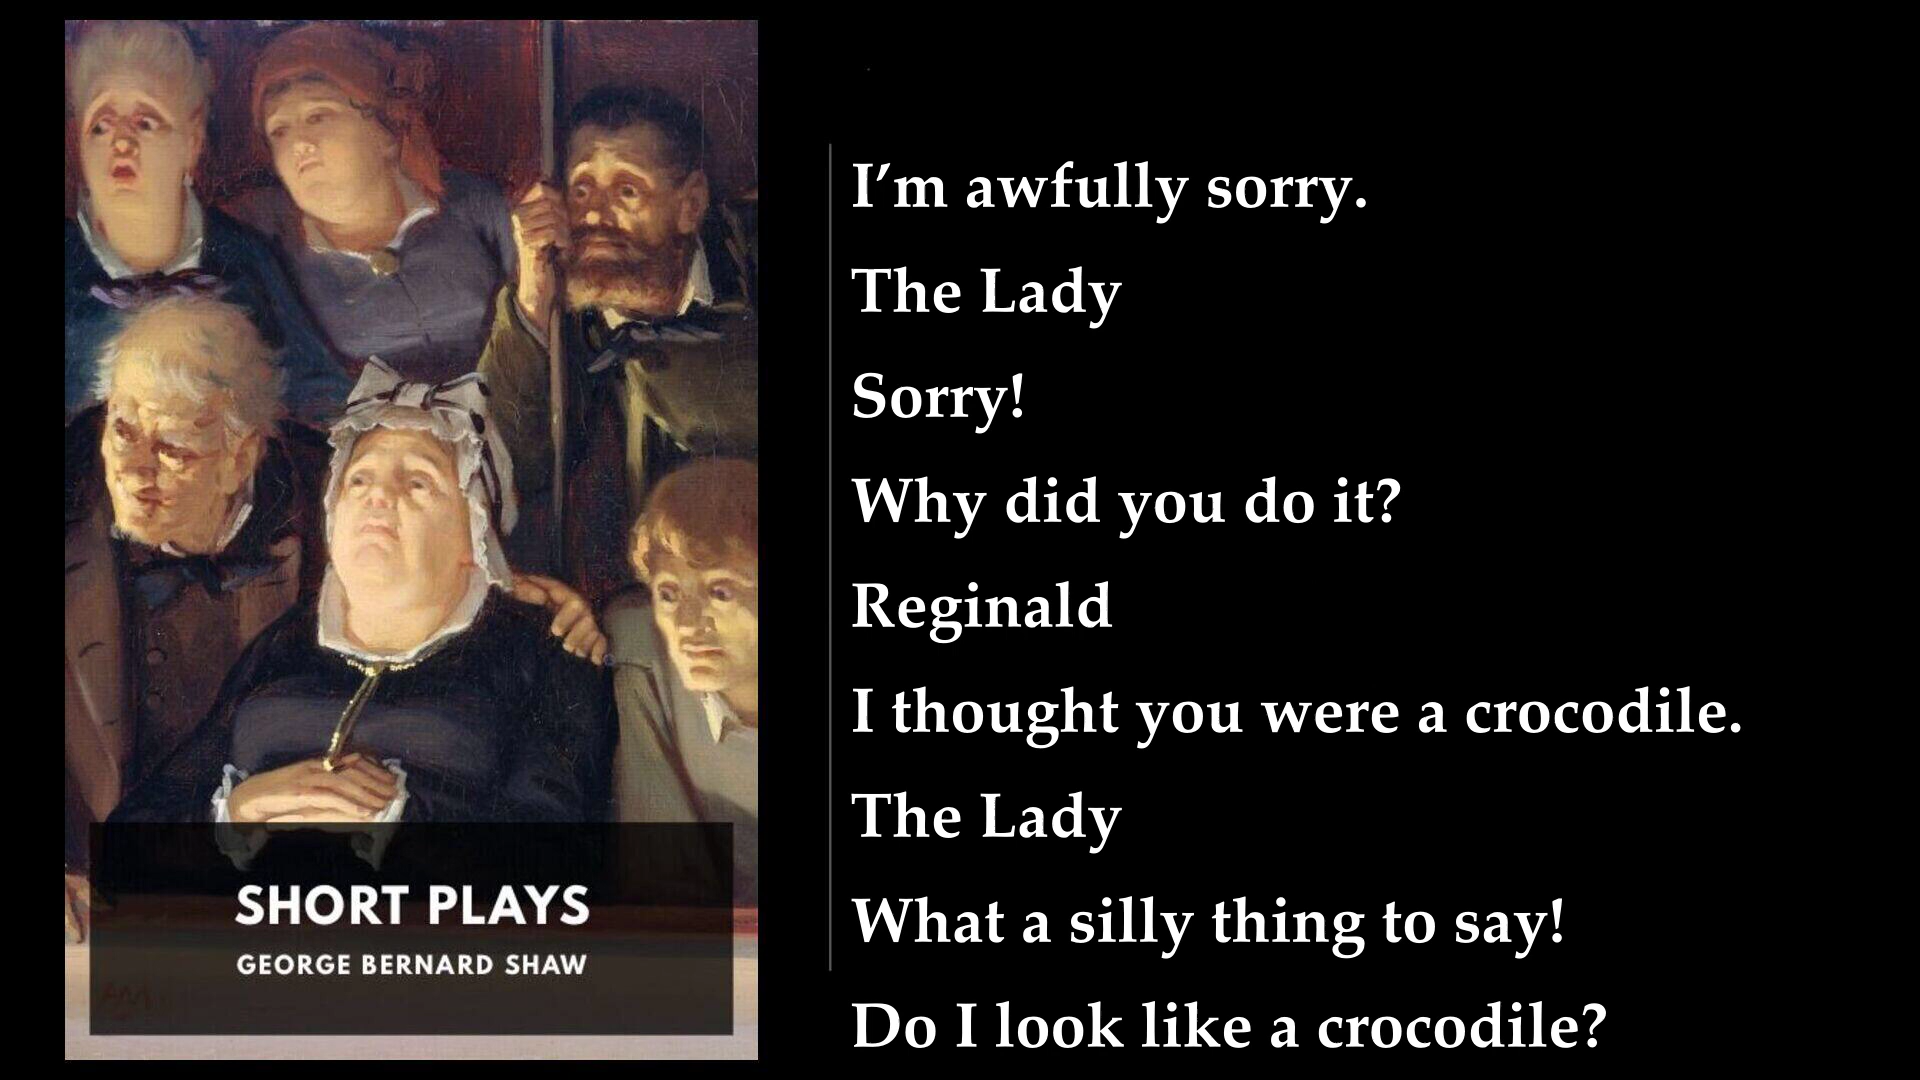 I’m awfully sorry.
The Lady
Sorry!
Why did you do it?
Reginald
I thought you were a crocodile.
The Lady
What a silly thing to say!
Do I look like a crocodile?
SHORT PLAYS
GEORGE BERNARD SHAW